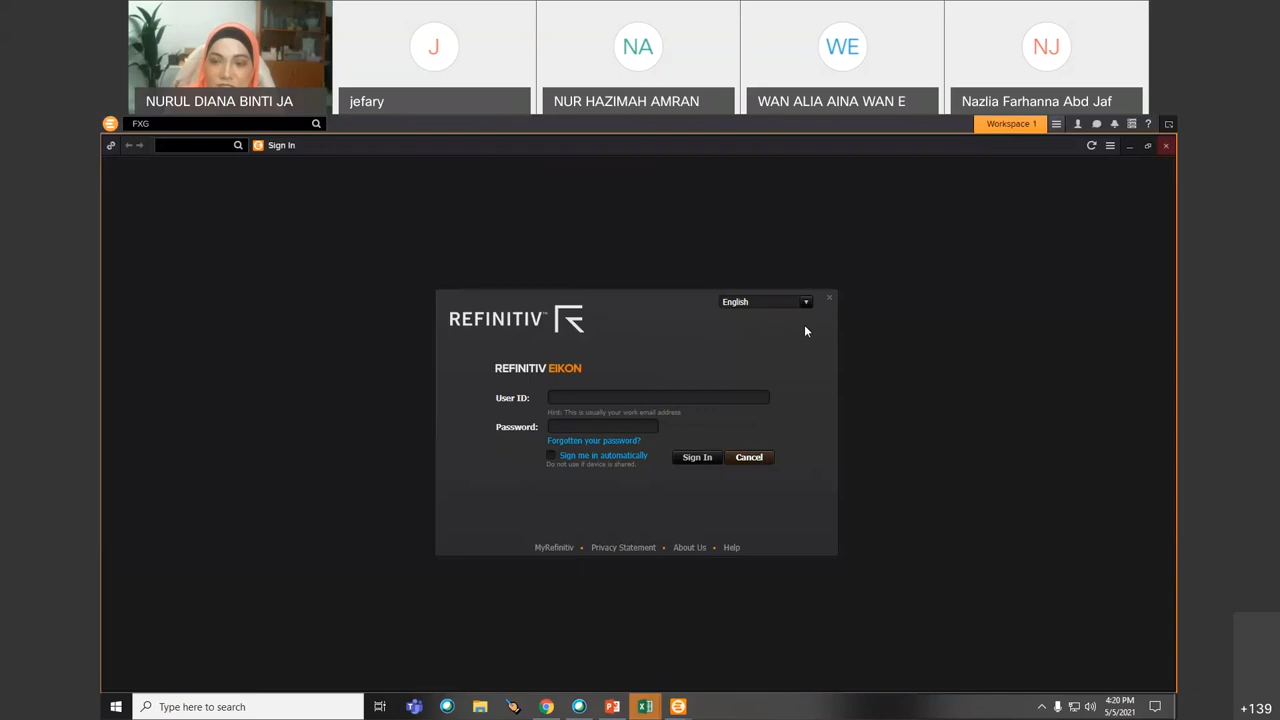 J
NA
WE
NJ
NURUL DIANA BINTI JA
jefary
NUR HAZIMAH AMRAN
WAN ALIA AINA WAN E
Nazlia Farhanna Abd Jaf
FXG
Workspace 1
?
Sign In
English
REFINITIV™
REFINITIV EIKON
User ID:
Hint: This is usually your work email address
Password:
Forgotten your password?
Sign me in automatically
Do not use if device is shared.
Sign In
Cancel
MyRefinitiv • Privacy Statement • About Us • Help
Type here to search
4:20 PM
5/5/2021
+139